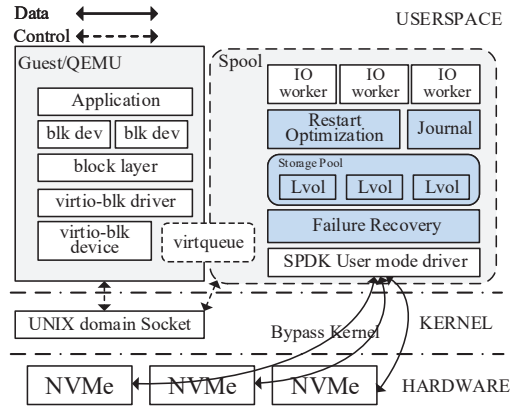 Data
Control
USERSPACE
Guest/QEMU
Application
blk dev
blk dev
block layer
virtio-blk driver
virtio-blk
device
virtqueue
Spool
IO
worker
IO
worker
IO
worker
Restart
Optimization
Journal
Storage Pool
Lvol
Lvol
Lvol
Failure Recovery
SPDK User mode driver
UNIX domain Socket
Bypass Kernel
KERNEL
NVMe
NVMe
NVMe
HARDWARE